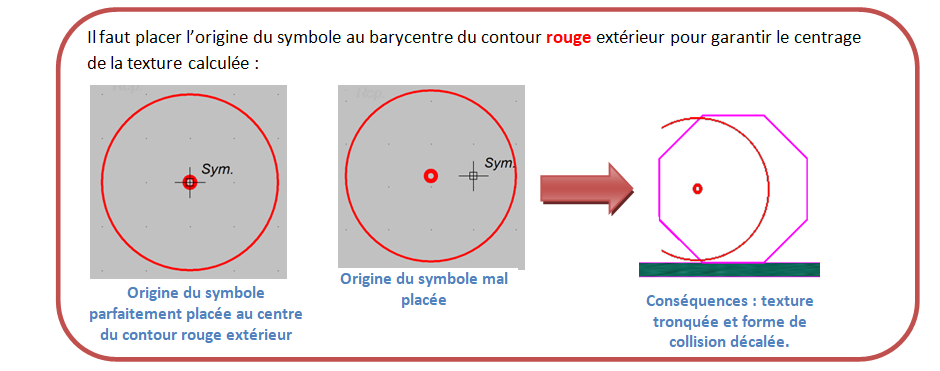 Il faut placer l’origine du symbole au barycentre du contour rouge extérieur pour garantir le centrage
de la texture calculée :
Sym.
Sym.
Origine du symbole
parfaitement placée au centre
du contour rouge extérieur
Origine du symbole mal
placée
Conséquences : texture
tronquée et forme de
collision décalée.